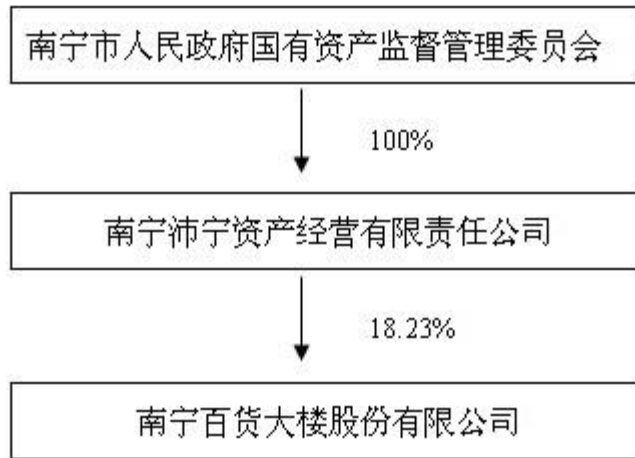 南宁市人民政府国有资产监督管理委员会
100%
南宁沛宁资产经营有限责任公司
18.23%
南宁百货大楼股份有限公司